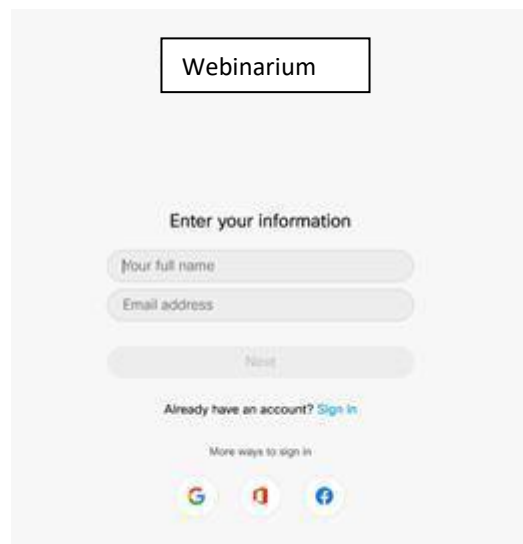 Webinarium
Enter your information
Your full name
Email address
Next
Already have an account? Sign in
More ways to sign in